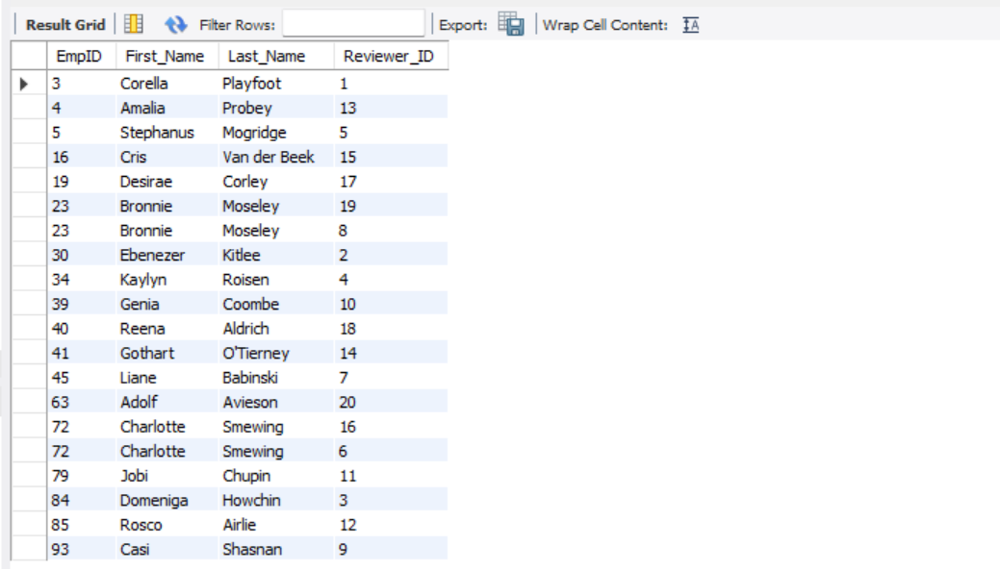 Result Grid Filter Rows: Export: Wrap Cell Content: IA
EmpID First_Name Last_Name Reviewer_ID
3 Corella Playfoot 1
4 Amalia Probey 13
5 Stephanus Mogridge 5
16 Cris Van der Beek 15
19 Desirae Corley 17
23 Bronnie Moseley 19
23 Bronnie Moseley 8
30 Ebenezer Kitlee 2
34 Kaylyn Roisen 4
39 Genia Coombe 10
40 Reena Aldrich 18
41 Gothart O'Tierney 14
45 Liane Babinski 7
63 Adolf Avieson 20
72 Charlotte Smewing 16
72 Charlotte Smewing 6
79 Jobi Chupin 11
84 Domeniga Howchin 3
85 Rosco Airlie 12
93 Casi Shasnan 9